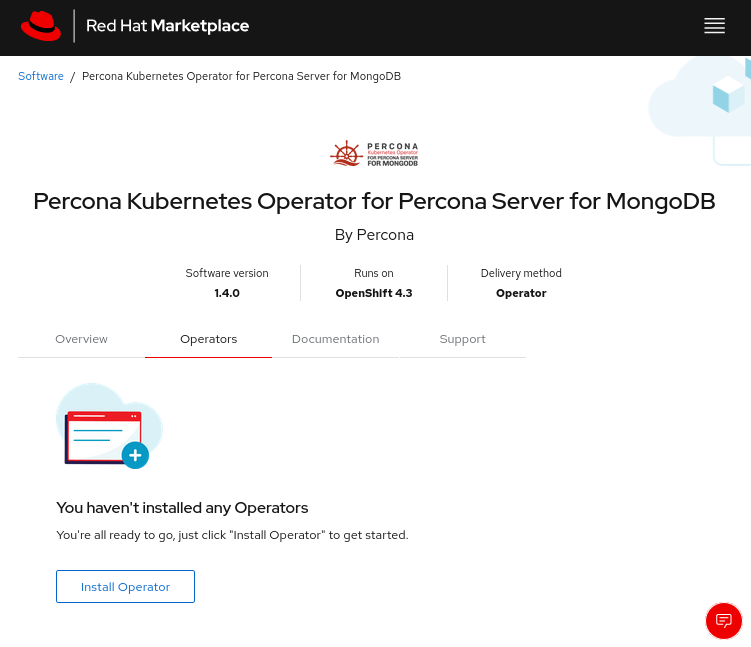 Red Hat Marketplace
Software / Percona Kubernetes Operator for Percona Server for MongoDB
PERCONA
Kubernetes Operator
FOR PERCONA SERVER
FOR MONGODB
Percona Kubernetes Operator for Percona Server for MongoDB
By Percona
Software version
1.4.0
Runs on
OpenShift 4.3
Delivery method
Operator
Overview
Operators
Documentation
Support
You haven't installed any Operators
You're all ready to go, just click "Install Operator" to get started.
Install Operator